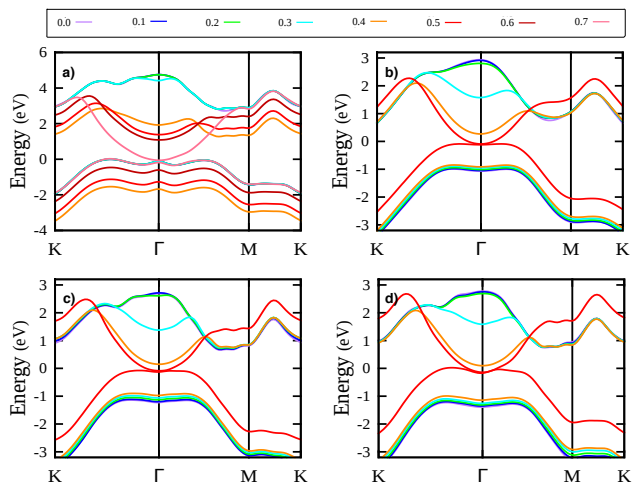 0.0 0.1 0.2 0.3 0.4 0.5 0.6 0.7
a) b)
Energy (eV) 6 4 2 0 -2 -4
K Γ M K
Energy (eV) 3 2 1 0 -1 -2 -3
K Γ M K
c) d)
Energy (eV) 3 2 1 0 -1 -2 -3
K Γ M K
Energy (eV) 3 2 1 0 -1 -2 -3
K Γ M K